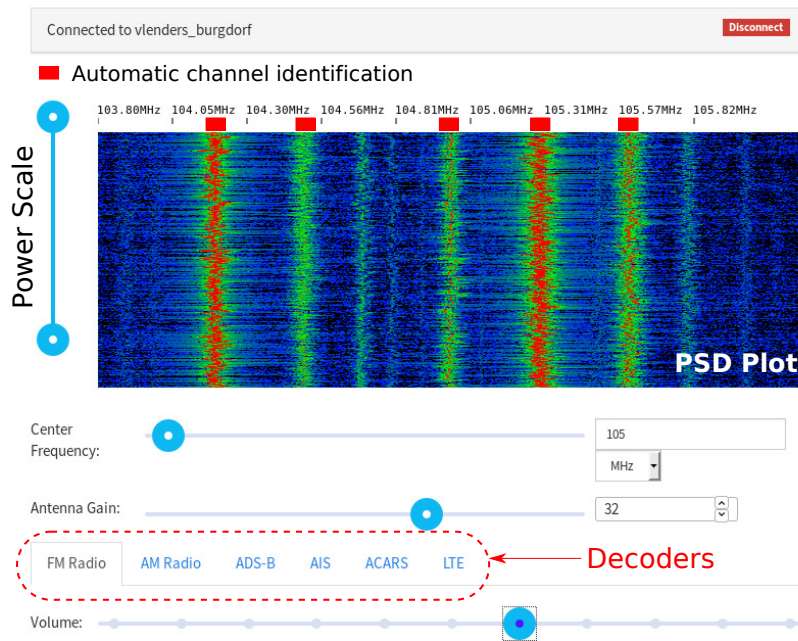 Connected to vlenders_burgdorf
Disconnect
Automatic channel identification
103.80MHz 104.05MHz 104.30MHz 104.56MHz 104.81MHz 105.06MHz 105.31MHz 105.57MHz 105.82MHz
Power Scale
PSD Plot
Center
Frequency:
105
MHz
Antenna Gain:
32
FM Radio AM Radio ADS-B AIS ACARS LTE
Decoders
Volume: